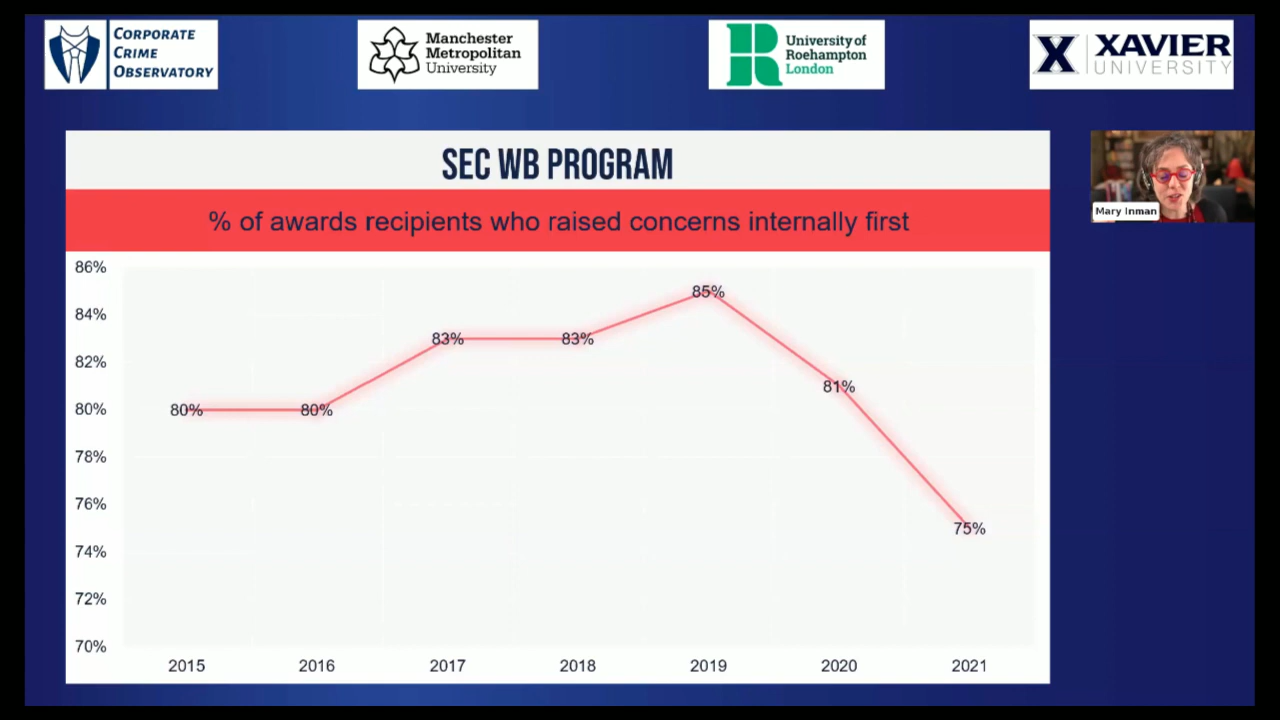 CORPORATE
CRIME
OBSERVATORY
Manchester
Metropolitan
University
University of
Roehampton
London
XAVIER
UNIVERSITY
SEC WB PROGRAM
% of awards recipients who raised concerns internally first
Mary Inman
86%
84%
82%
80%
78%
76%
74%
72%
70%
80%
80%
83%
83%
85%
81%
75%
2015
2016
2017
2018
2019
2020
2021